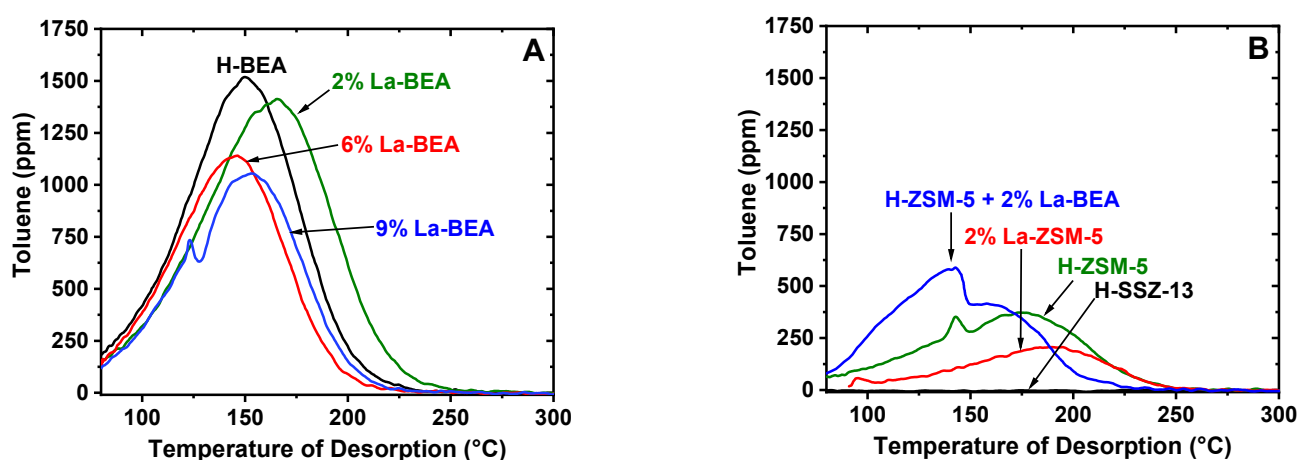 A
1750
1500
1250
1000
750
500
250
0
Toluene (ppm)
H-BEA
2% La-BEA
6% La-BEA
9% La-BEA
100 150 200 250 300
Temperature of Desorption (°C)
B
1750
1500
1250
1000
750
500
250
0
Toluene (ppm)
H-ZSM-5 + 2% La-BEA
2% La-ZSM-5
H-ZSM-5
H-SSZ-13
100 150 200 250 300
Temperature of Desorption (°C)